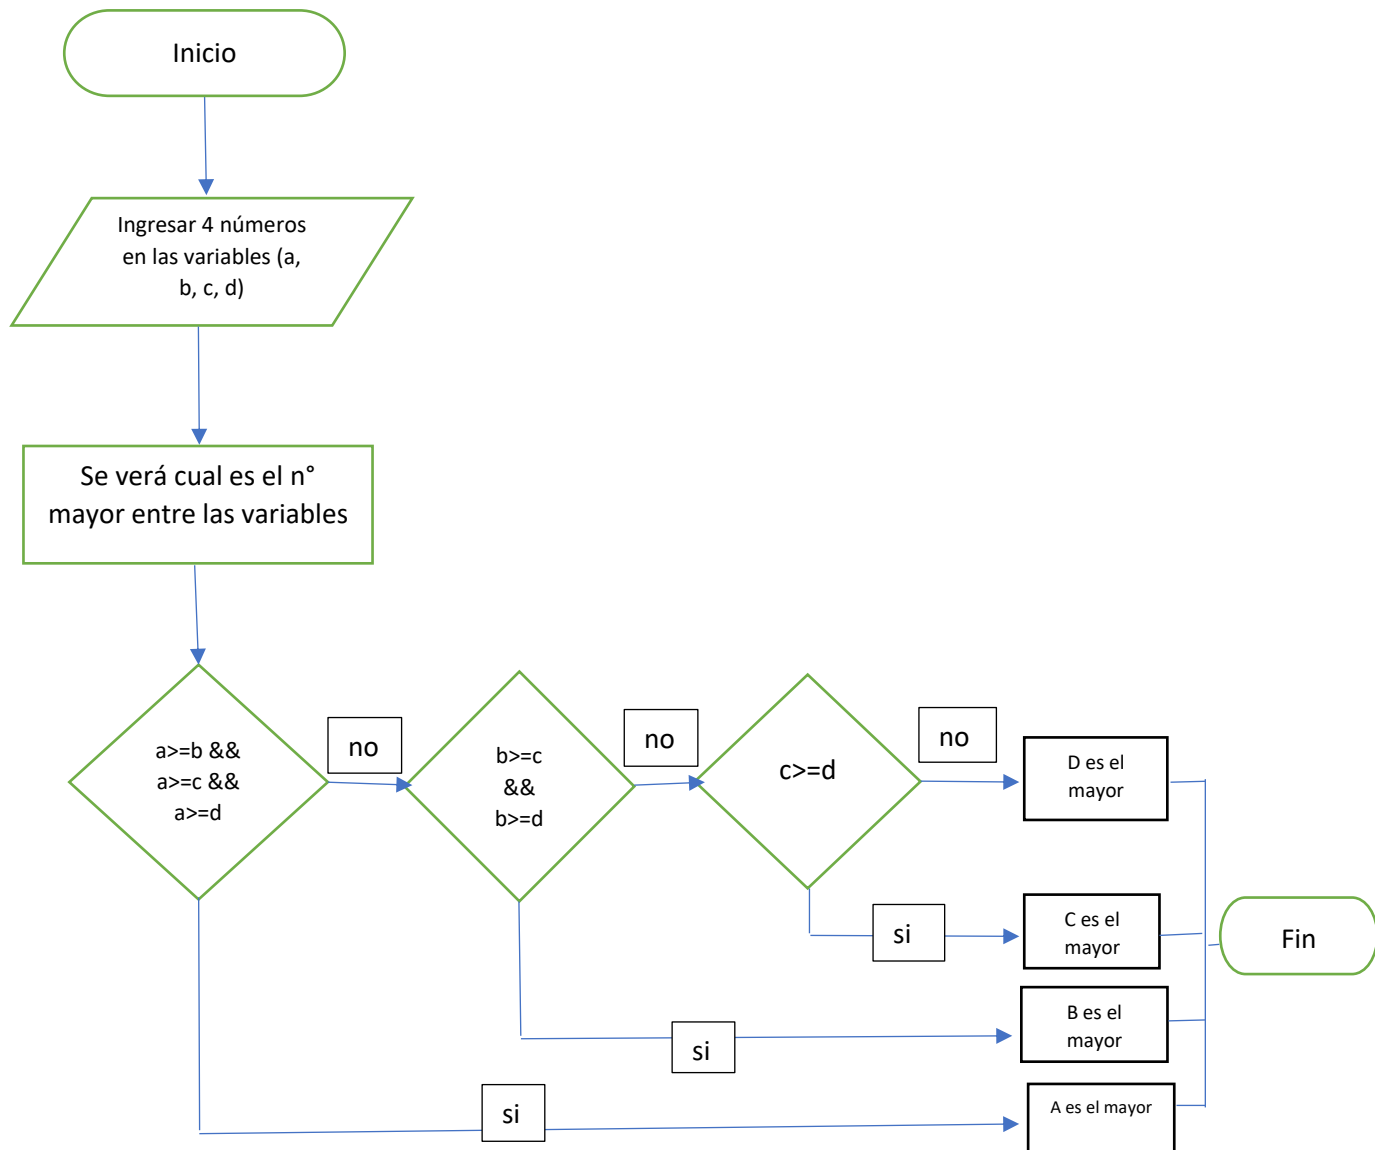 Inicio
Ingresar 4 números
en las variables (a,
b, c, d)
Se verá cual es el n°
mayor entre las variables
a>=b &&
a>=c &&
a>=d
no
b>=c
&&
b>=d
no
c>=d
no
D es el
mayor
si
C es el
mayor
Fin
si
B es el
mayor
si
A es el mayor